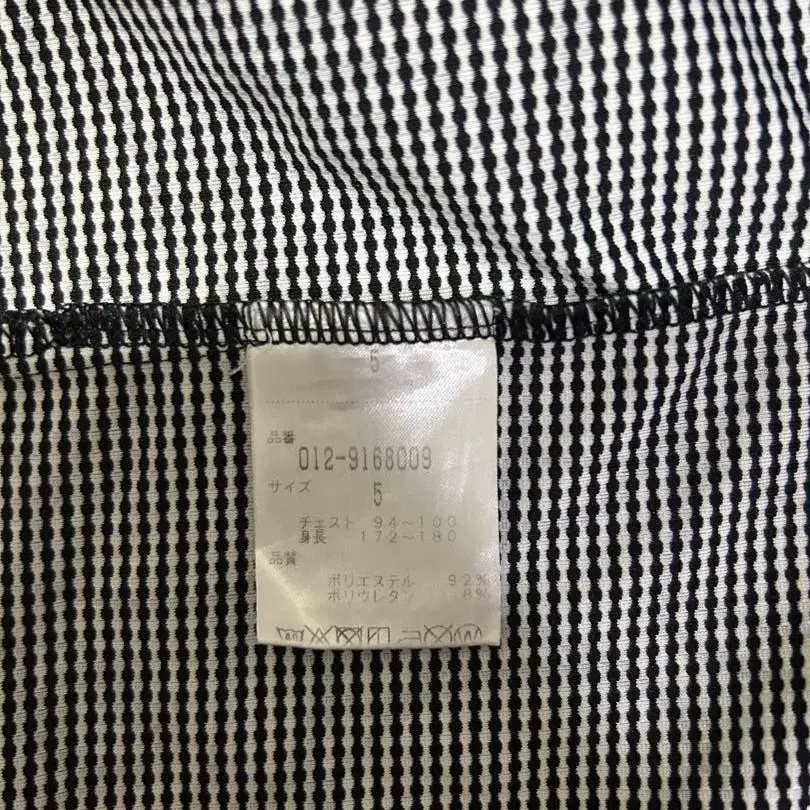 5
品番
012-9168009
サイズ
5
チェスト 94~100
身長 172~180
品質
ポリエステル 92%
ポリウレタン 8%